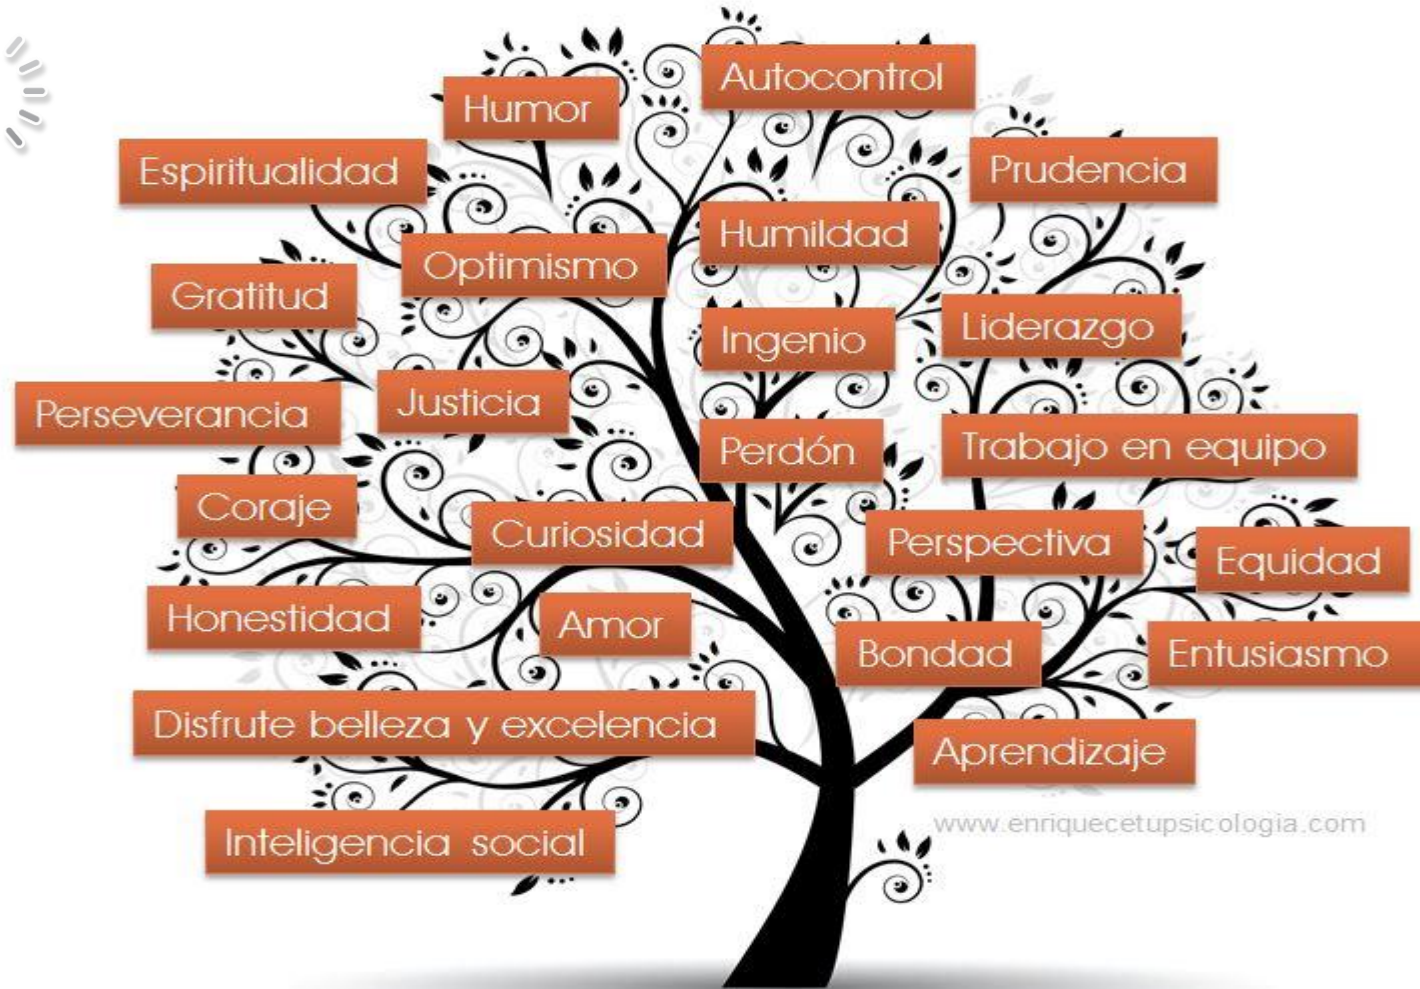 Autocontrol
Humor
Espiritualidad
Prudencia
Humildad
Optimismo
Gratitud
Liderazgo
Ingenio
Justicia
Perseverancia
Trabajo en equipo
Perdón
Coraje
Curiosidad
Perspectiva
Equidad
Honestidad
Amor
Bondad
Entusiasmo
Disfrute belleza y excelencia
Aprendizaje
www.enriquecetupsicologia.com
Inteligencia social